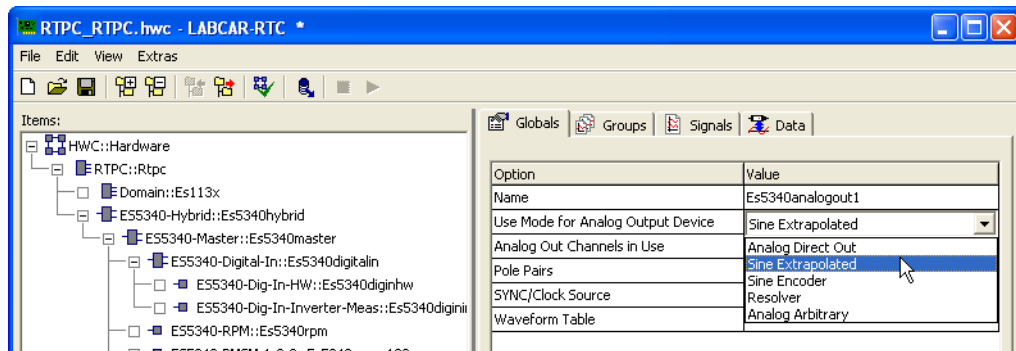 RTPC_RTPC.hwc - LABCAR-RTC *
File Edit View Extras
Items:
HWC::Hardware
RTPC::Rtpc
Domain::Es113x
ES5340-Hybrid::Es5340hybrid
ES5340-Master::Es5340master
ES5340-Digital-In::Es5340digitalin
ES5340-Dig-In-HW::Es5340diginhw
ES5340-Dig-In-Inverter-Meas::Es5340diginin
ES5340-RPM::Es5340rpm
Globals Groups Signals Data
Option Value
Name Es5340analogout1
Use Mode for Analog Output Device Sine Extrapolated
Analog Out Channels in Use Analog Direct Out
Sine Extrapolated
Pole Pairs Sine Encoder
SYNC/Clock Source Resolver
Waveform Table Analog Arbitrary